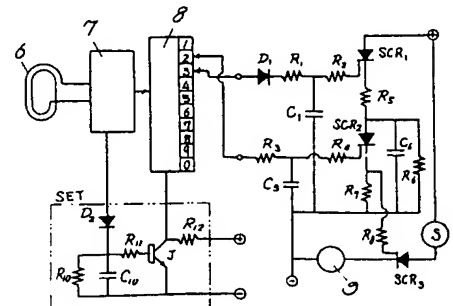 6
7
8
1
2
3
4
5
6
7
8
9
0
D₁
R₁
R₂
SCR₁
⊕
R₅
C₁
SCR₂
R₃
R₄
C₆
R₆
C₃
R₇
R₈
S
9
SCR₃
⊖
SET
D₂
R₁₂
⊕
R₁₁
J
R₁₀
C₁₀
⊖